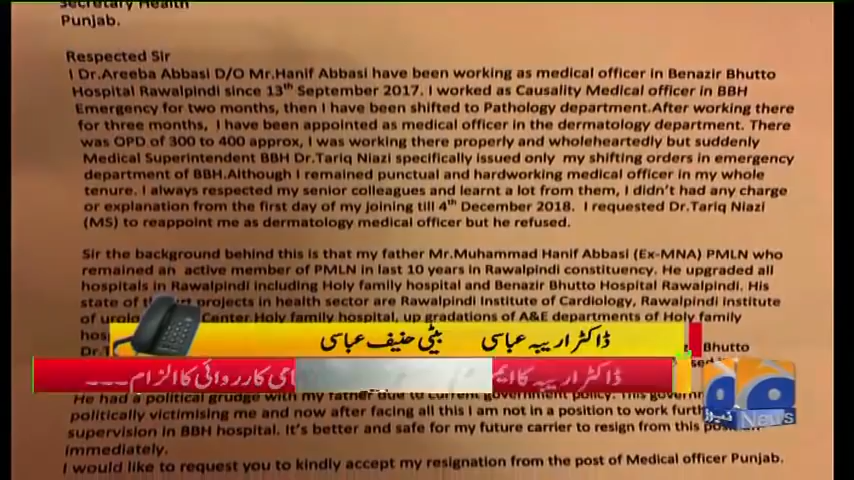 Secretary Health
Punjab.
Respected Sir
I Dr.Areeba Abbasi D/O Mr.Hanif Abbasi have been working as medical officer in Benazir Bhutto
Hospital Rawalpindi since 13th September 2017. I worked as Causality Medical officer in BBH
Emergency for two months, then I have been shifted to Pathology department.After working there
for three months, I have been appointed as medical officer in the dermatology department. There
was OPD of 300 to 400 approx, I was working there properly and wholeheartedly but suddenly
Medical Superintendent BBH Dr.Tariq Niazi specifically issued only my shifting orders in emergency
department of BBH.Although I remained punctual and hardworking medical officer in my whole
tenure. I always respected my senior colleagues and learnt a lot from them, I didn't had any charge
or explanation from the first day of my joining till 4th December 2018. I requested Dr.Tariq Niazi
(MS) to reappoint me as dermatology medical officer but he refused.
Sir the background behind this is that my father Mr.Muhammad Hanif Abbasi (Ex-MNA) PMLN who
remained an active member of PMLN in last 10 years in Rawalpindi constituency. He upgraded all
hospitals in Rawalpindi including Holy family hospital and Benazir Bhutto Hospital Rawalpindi. His
state of the art projects in health sector are Rawalpindi Institute of Cardiology, Rawalpindi institute
of Center Holy family hospital, up gradations of A&E departments of Holy family
ڈاکٹر اریبہ عباسی بیٹی حنیف عباسی
Bhutto
ڈاکٹر اریبہ کا کارروائی کا الزام ۔۔۔
He had a political grudge with my father due to current government policy. This
politically victimising me and now after facing all this I am not in a position to work
supervision in BBH hospital. It's better and safe for my future carrier to resign from this
immediately.
I would like to request you to kindly accept my resignation from the post of Medical officer Punjab.
جیو نیوز
News